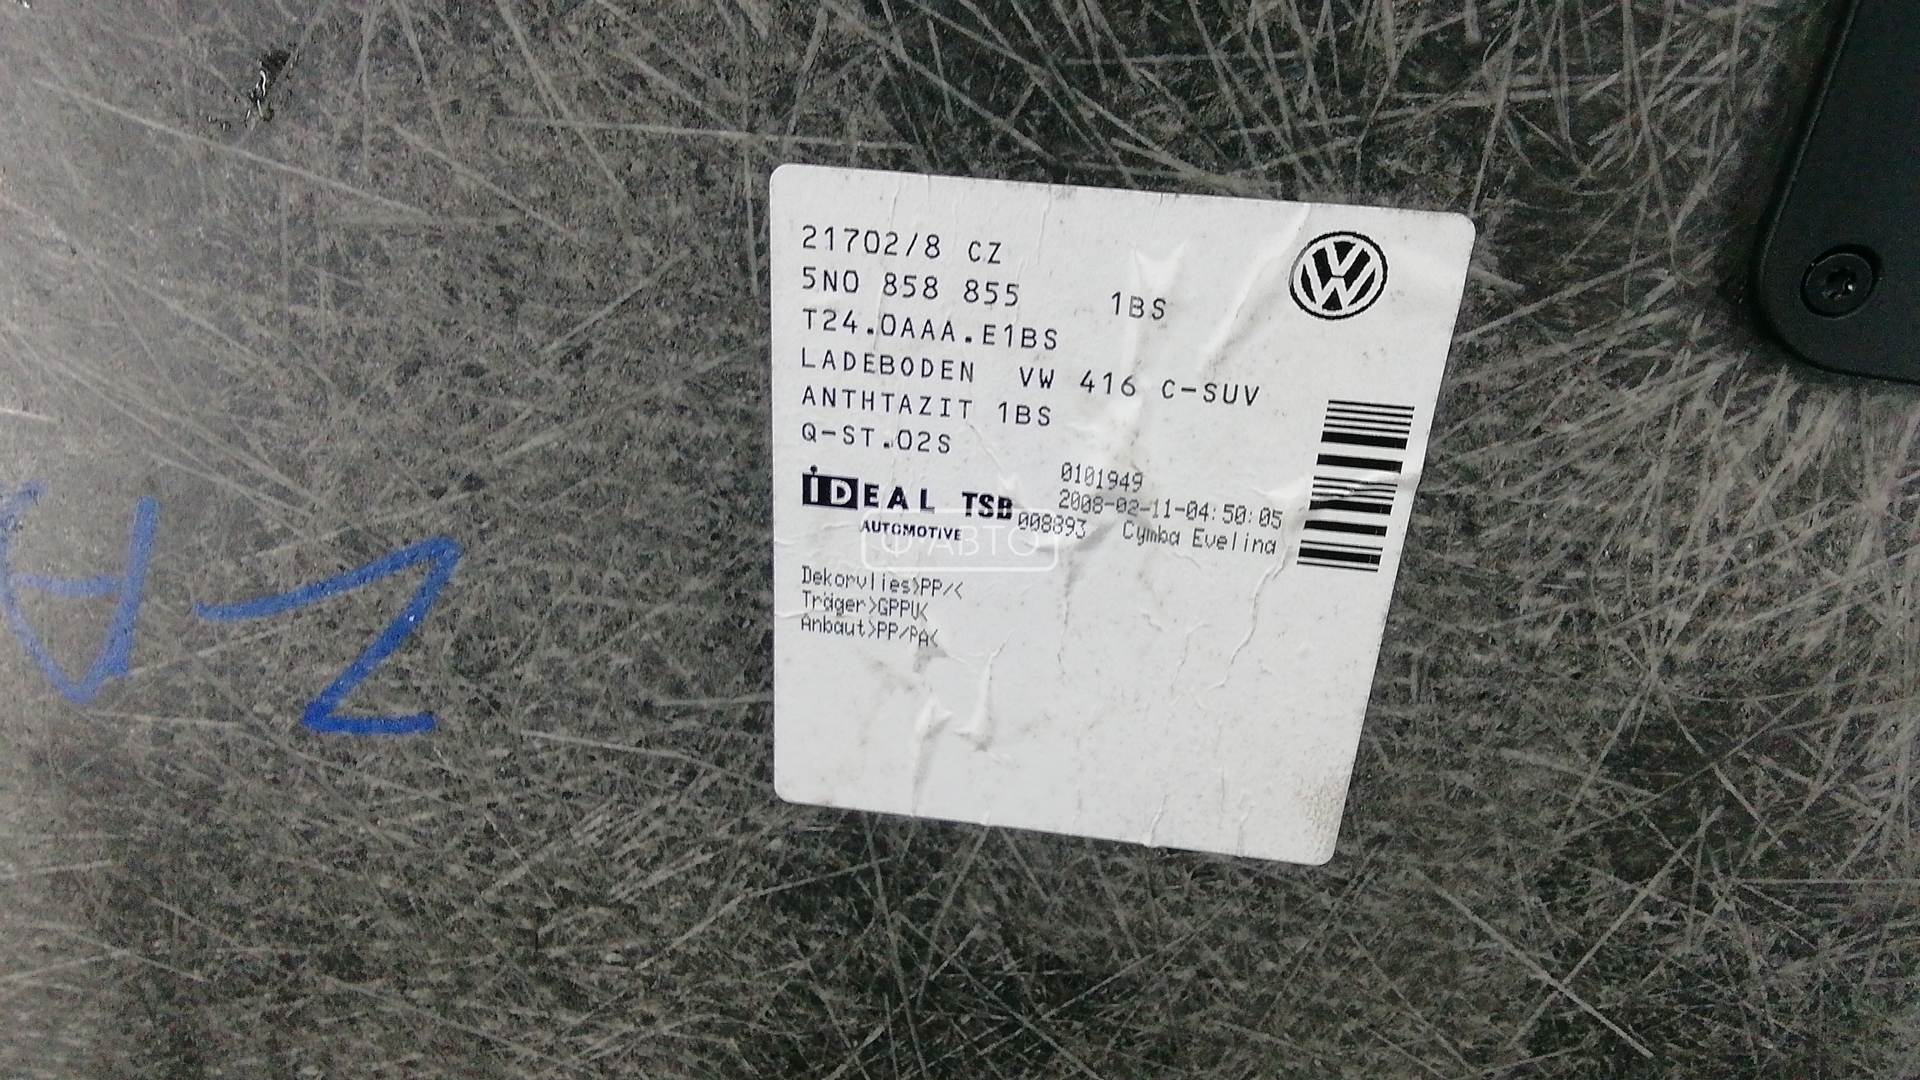 21702/8 CZ
5N0 858 855 1BS
T24.0AAA.E1BS
LADEBODEN VW 416 C-SUV
ANTHTAZIT 1BS
Q-ST.02S
iDEAL TSB
AUTOMOTIVE
0101949
2008-02-11-04:50:05
008893 Cymba Evelina
Ф АВТО
Dekorvlies>PP/<
Träger>GPPU<
Anbaut>PP/PA<